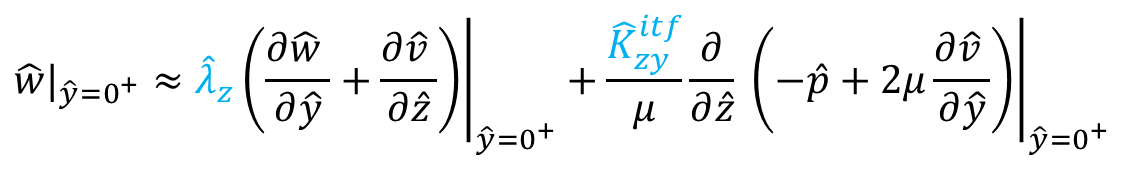 ŵ|_{ŷ=0⁺} ≈ λ̂_z (∂ŵ/∂ŷ + ∂v̂/∂ẑ)|_{ŷ=0⁺} + K̂_{zy}^{itf}/μ ∂/∂ẑ (−p̂ + 2μ ∂v̂/∂ŷ)|_{ŷ=0⁺}